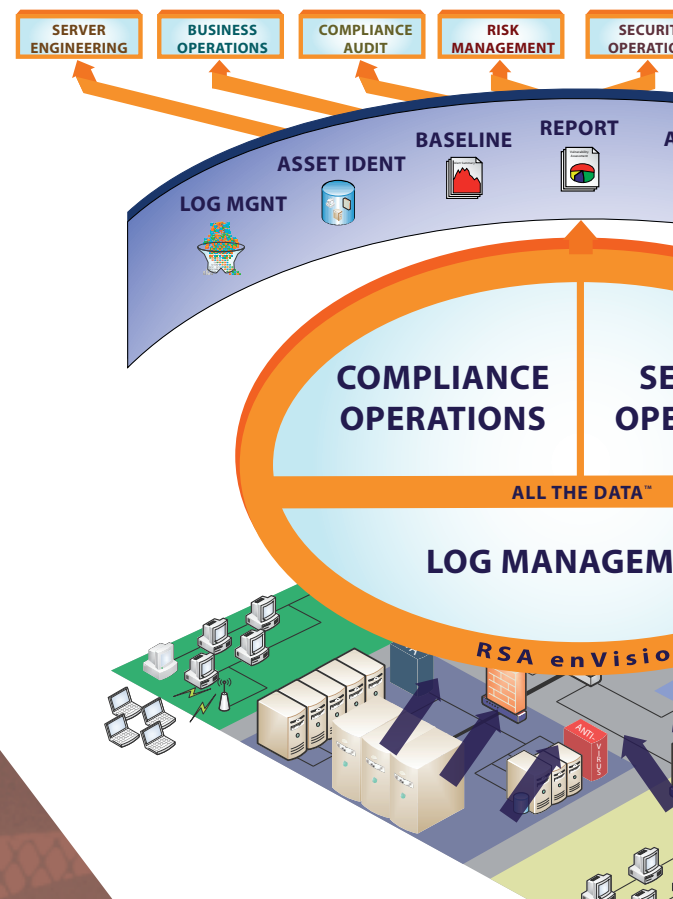 SERVER
ENGINEERING
BUSINESS
OPERATIONS
COMPLIANCE
AUDIT
RISK
MANAGEMENT
SECURIT
OPERATIO
LOG MGNT
ASSET IDENT
BASELINE
REPORT
A
COMPLIANCE
OPERATIONS
SE
OPE
ALL THE DATA™
LOG MANAGEM
RSA enVisio
ANTI-
VIRUS